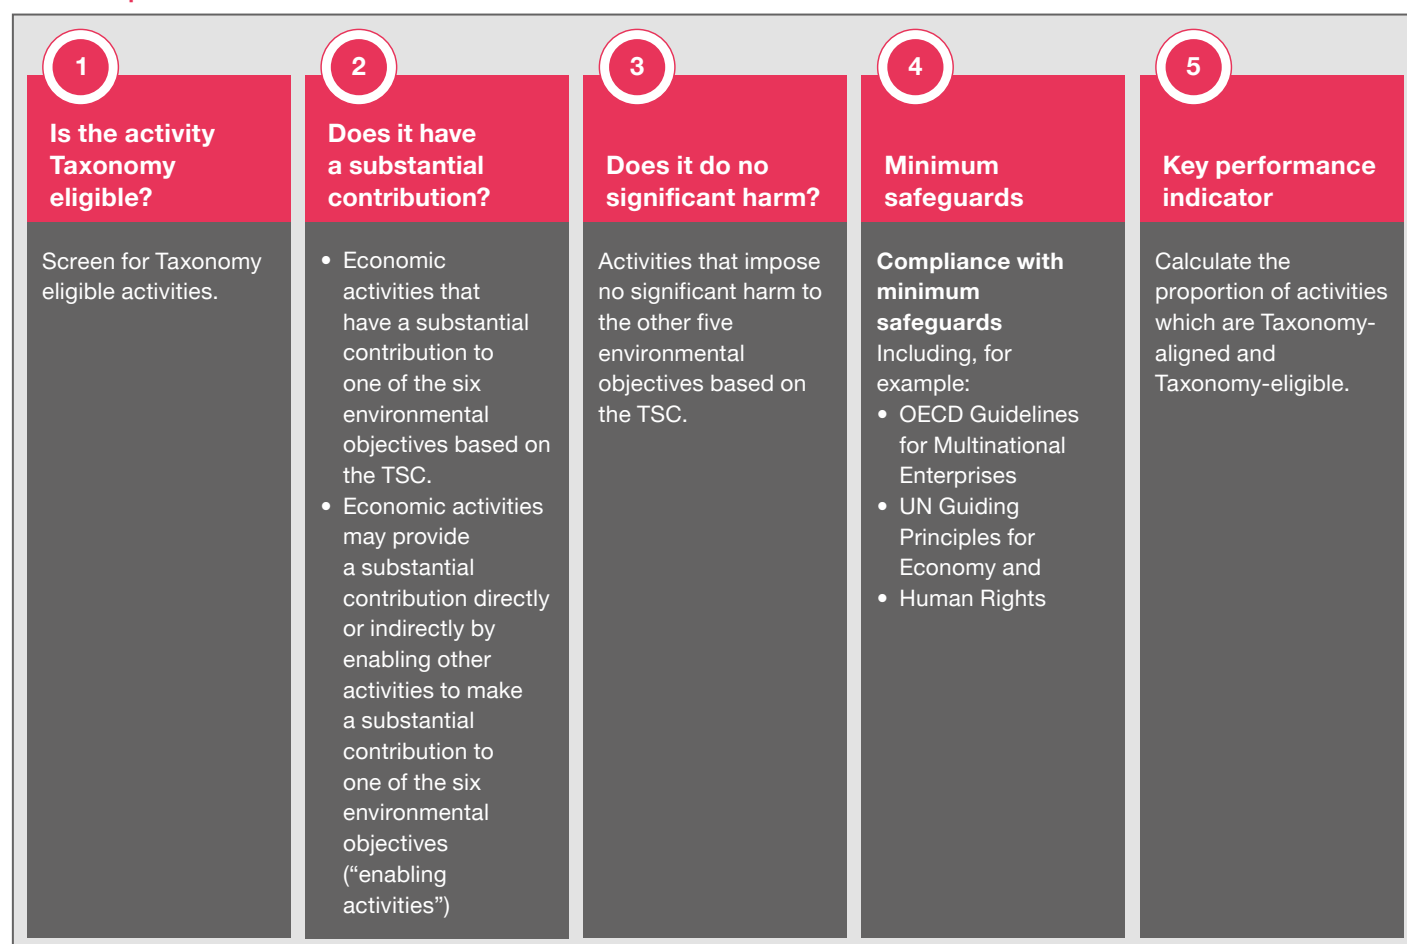 1
Is the activity
Taxonomy
eligible?
Screen for Taxonomy
eligible activities.
2
Does it have
a substantial
contribution?
• Economic
activities that
have a substantial
contribution to
one of the six
environmental
objectives based on
the TSC.
• Economic activities
may provide
a substantial
contribution directly
or indirectly by
enabling other
activities to make
a substantial
contribution to
one of the six
environmental
objectives
(“enabling
activities”)
3
Does it do no
significant harm?
Activities that impose
no significant harm to
the other five
environmental
objectives based on
the TSC.
4
Minimum
safeguards
Compliance with
minimum
safeguards
Including, for
example:
• OECD Guidelines
for Multinational
Enterprises
• UN Guiding
Principles for
Economy and
• Human Rights
5
Key performance
indicator
Calculate the
proportion of activities
which are Taxonomy-
aligned and
Taxonomy-eligible.